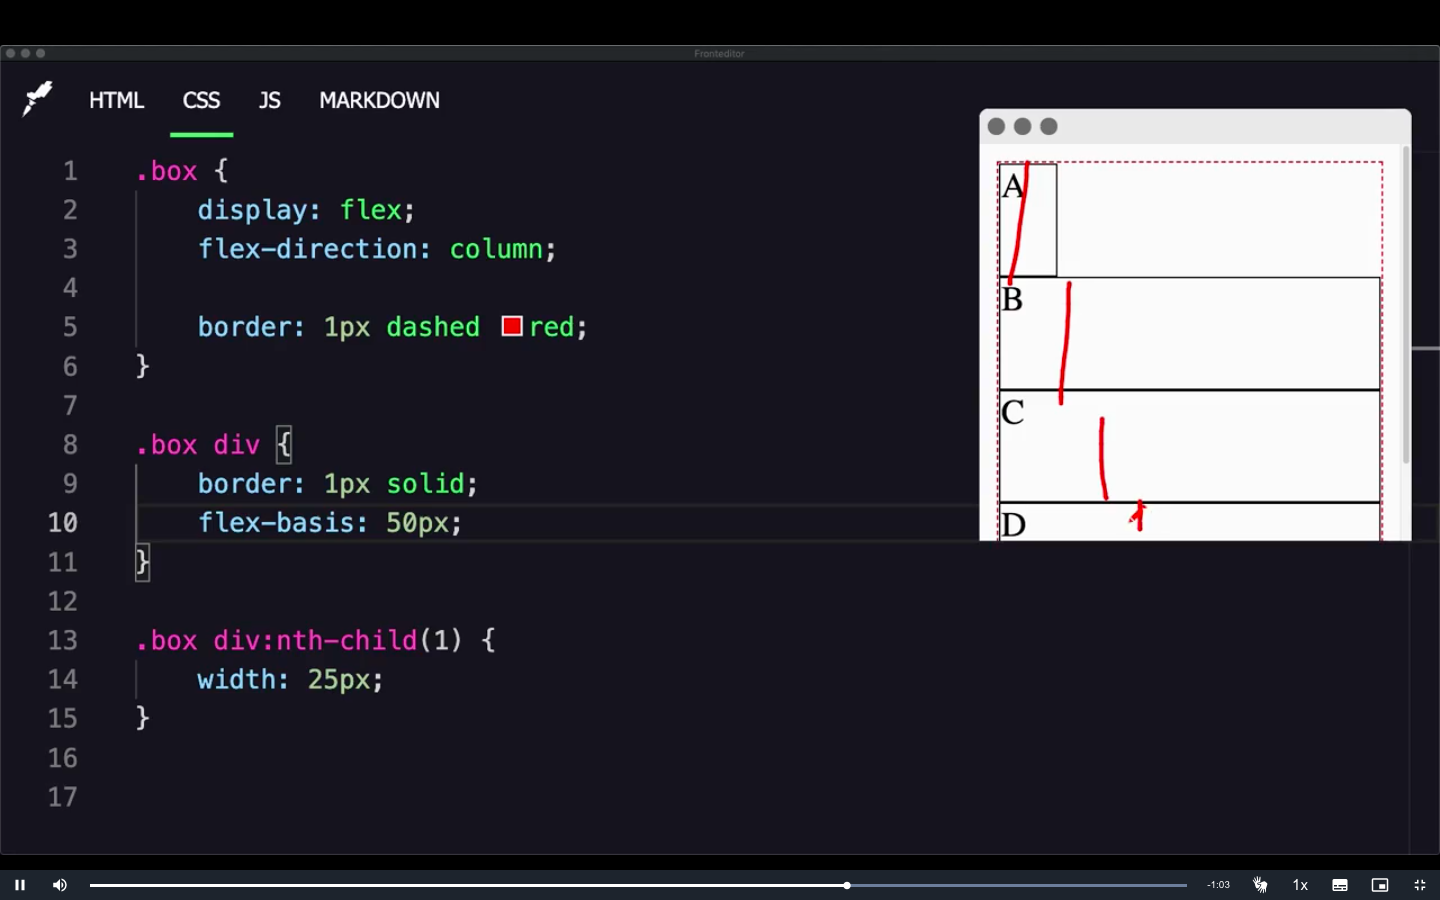 Fronteditor
HTML CSS JS MARKDOWN
1 .box {
2 display: flex;
3 flex-direction: column;
4
5 border: 1px dashed red;
6 }
7
8 .box div {
9 border: 1px solid;
10 flex-basis: 50px;
11 }
12
13 .box div:nth-child(1) {
14 width: 25px;
15 }
16
17
A
B
C
D
-1:03 1x